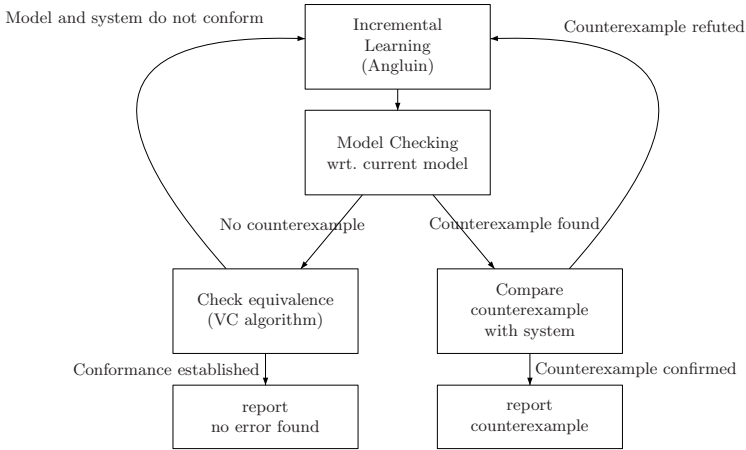 Model and system do not conform
Incremental
Learning
(Angluin)
Counterexample refuted
Model Checking
wrt. current model
No counterexample
Counterexample found
Check equivalence
(VC algorithm)
Compare
counterexample
with system
Conformance established
Counterexample confirmed
report
no error found
report
counterexample